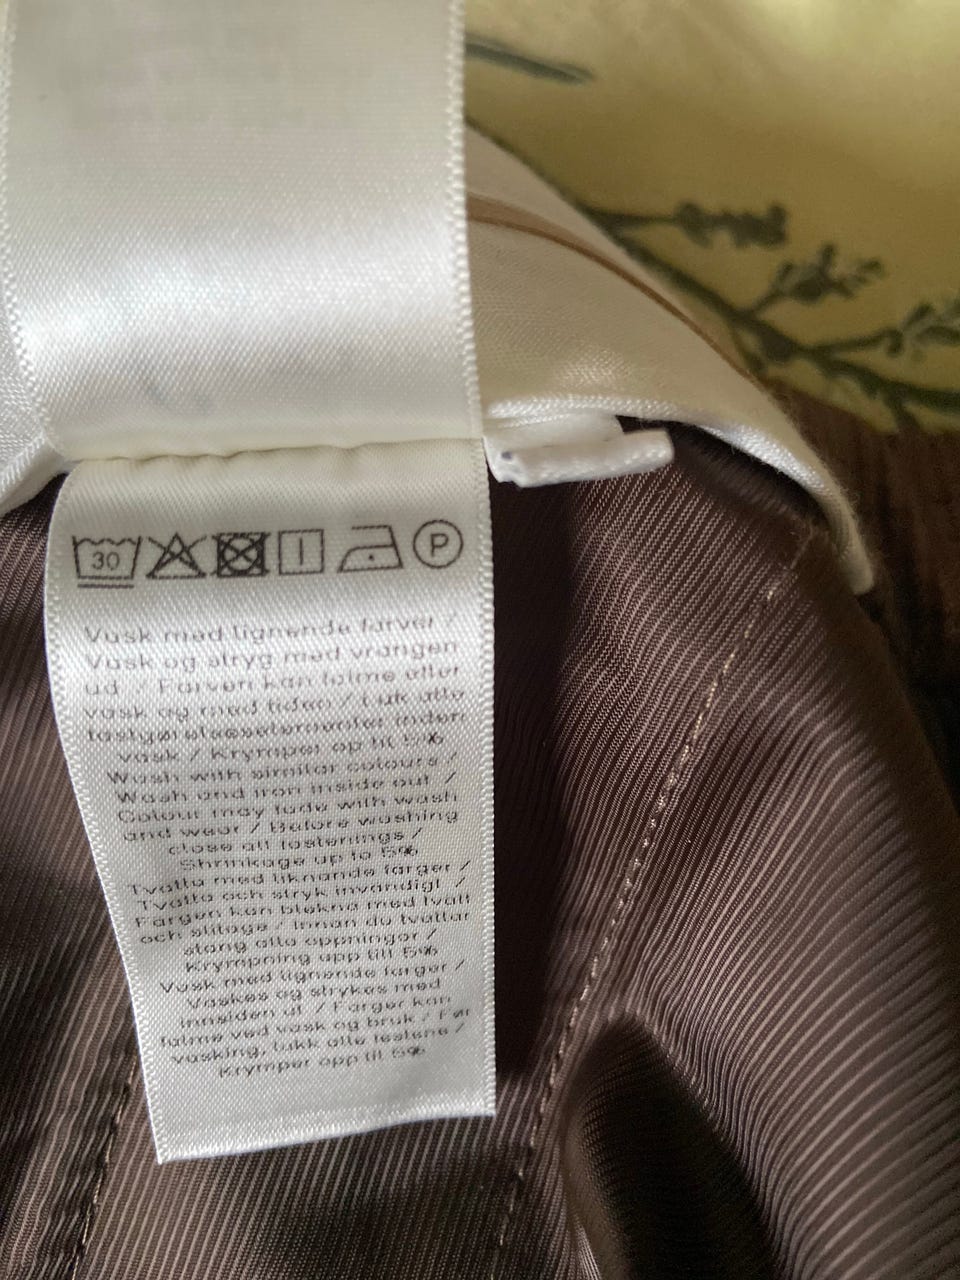 30 P
Vask med lignende farver /
Vask og stryg med vrangen
ud / Farven kan falme efter
vask og med tiden / Luk alle
fastgørelseselementer inden
vask / Krymper op til 5%
Wash with similar colours /
Wash and iron inside out /
Colour may fade with wash
and wear / Before washing
close all fastenings /
Shrinkage up to 5%
Tvätta med liknande färger /
Tvätta och stryk invändigt /
Färgen kan blekna med tvätt
och slitage / Innan du tvättar
stäng alla öppningar /
Krympning upp till 5%
Vask med lignende farger /
Vaskes og strykes med
innsiden ut / Farger kan
falme ved vask og bruk / Før
vasking, lukk alle festene /
Krymper opp til 5%